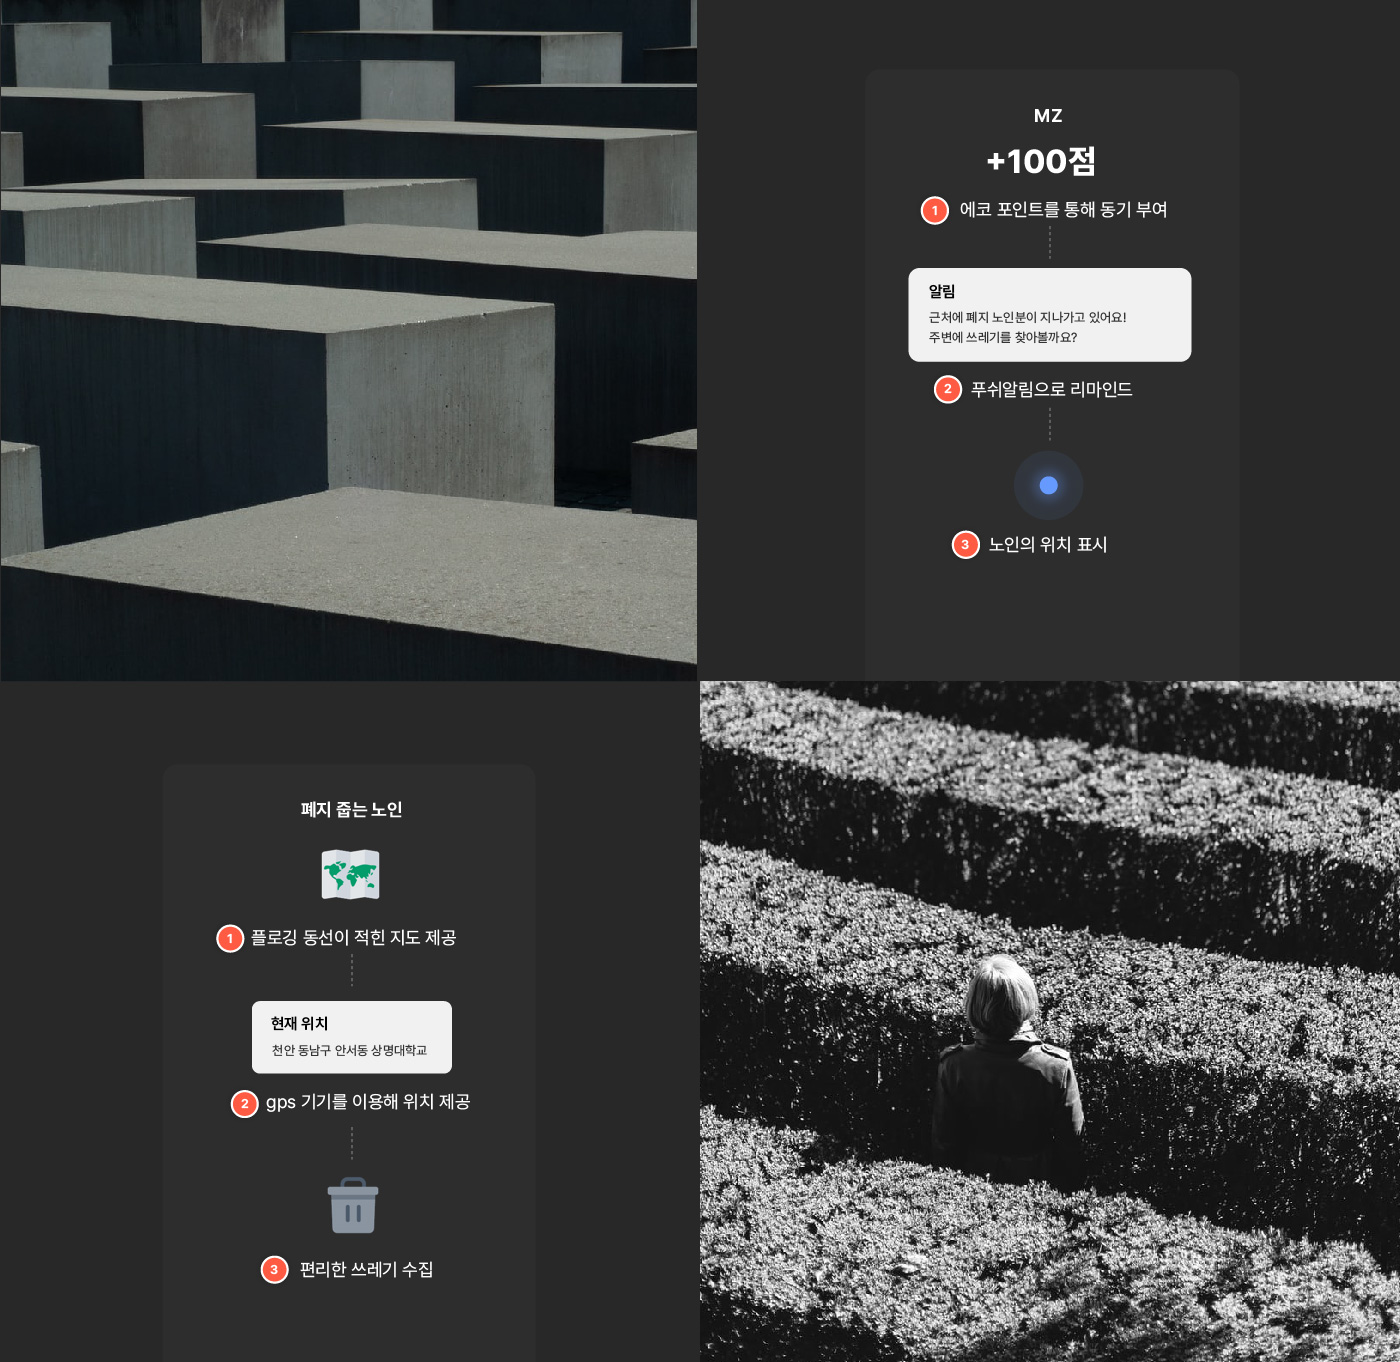 MZ
+100점
1 에코 포인트를 통해 동기 부여
알림
근처에 폐지 노인분이 지나가고 있어요!
주변에 쓰레기를 찾아볼까요?
2 푸쉬알림으로 리마인드
3 노인의 위치 표시
폐지 줍는 노인
1 플로깅 동선이 적힌 지도 제공
현재 위치
천안 동남구 안서동 상명대학교
2 gps 기기를 이용해 위치 제공
3 편리한 쓰레기 수집